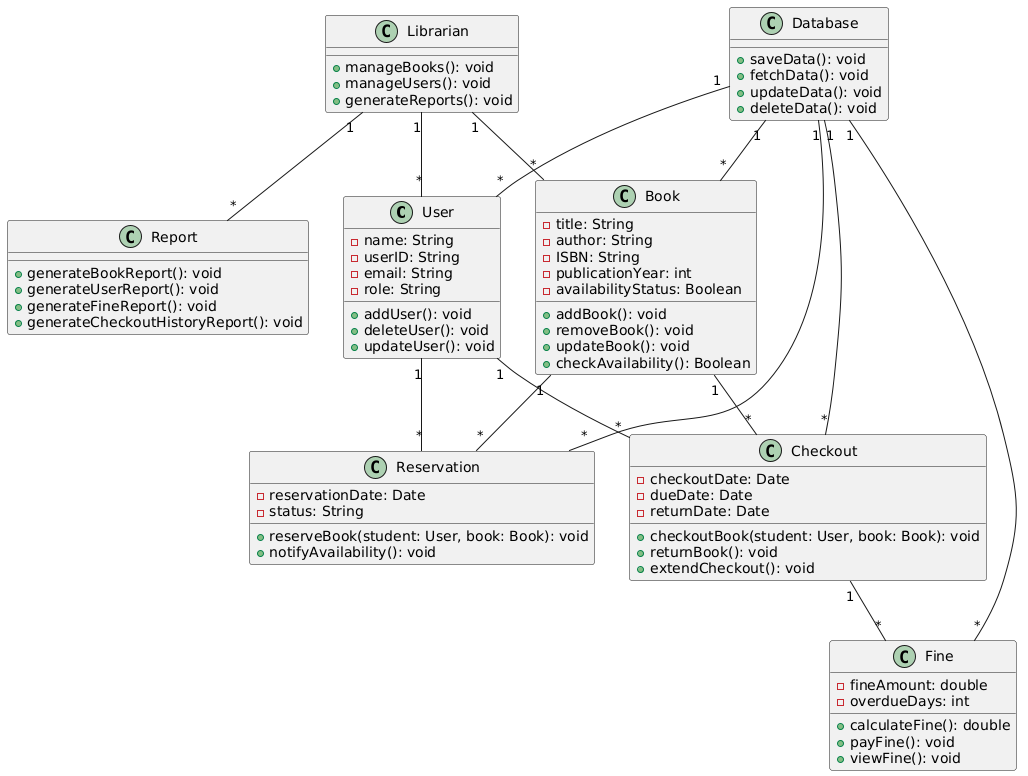 C Librarian
manageBooks(): void
manageUsers(): void
generateReports(): void
C Database
saveData(): void
fetchData(): void
updateData(): void
deleteData(): void
1
1
1
1
1
1
1
1
*
*
*
*
*
C Report
generateBookReport(): void
generateUserReport(): void
generateFineReport(): void
generateCheckoutHistoryReport(): void
C User
name: String
userID: String
email: String
role: String
addUser(): void
deleteUser(): void
updateUser(): void
C Book
title: String
author: String
ISBN: String
publicationYear: int
availabilityStatus: Boolean
addBook(): void
removeBook(): void
updateBook(): void
checkAvailability(): Boolean
1
1
1
1
*
*
*
*
*
*
C Reservation
reservationDate: Date
status: String
reserveBook(student: User, book: Book): void
notifyAvailability(): void
C Checkout
checkoutDate: Date
dueDate: Date
returnDate: Date
checkoutBook(student: User, book: Book): void
returnBook(): void
extendCheckout(): void
1
*
*
C Fine
fineAmount: double
overdueDays: int
calculateFine(): double
payFine(): void
viewFine(): void